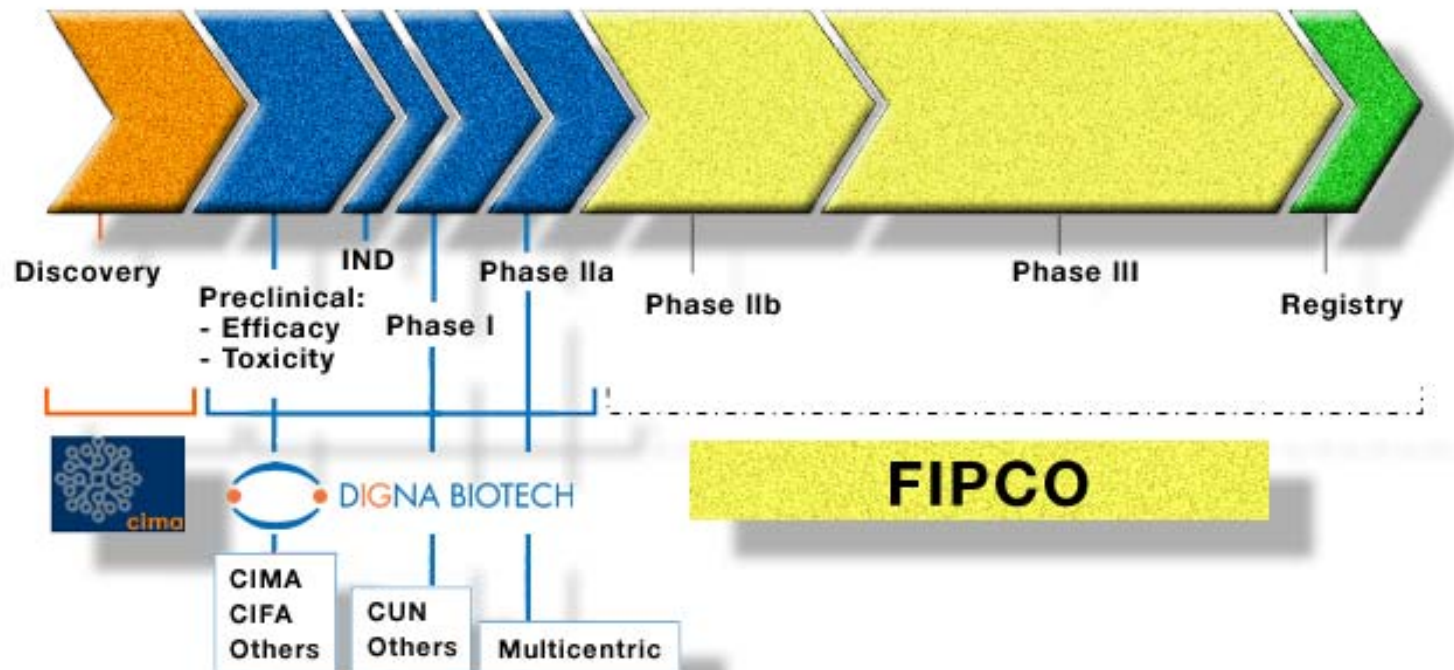 Discovery
Preclinical:
- Efficacy
- Toxicity
IND
Phase I
Phase IIa
Phase IIb
Phase III
Registry
cima
DIGNA BIOTECH
FIPCO
CIMA
CIFA
Others
CUN
Others
Multicentric